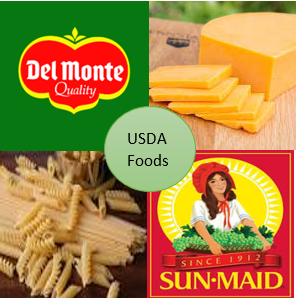 Del Monte
Quality
USDA
Foods
SINCE 1912
SUN-MAID